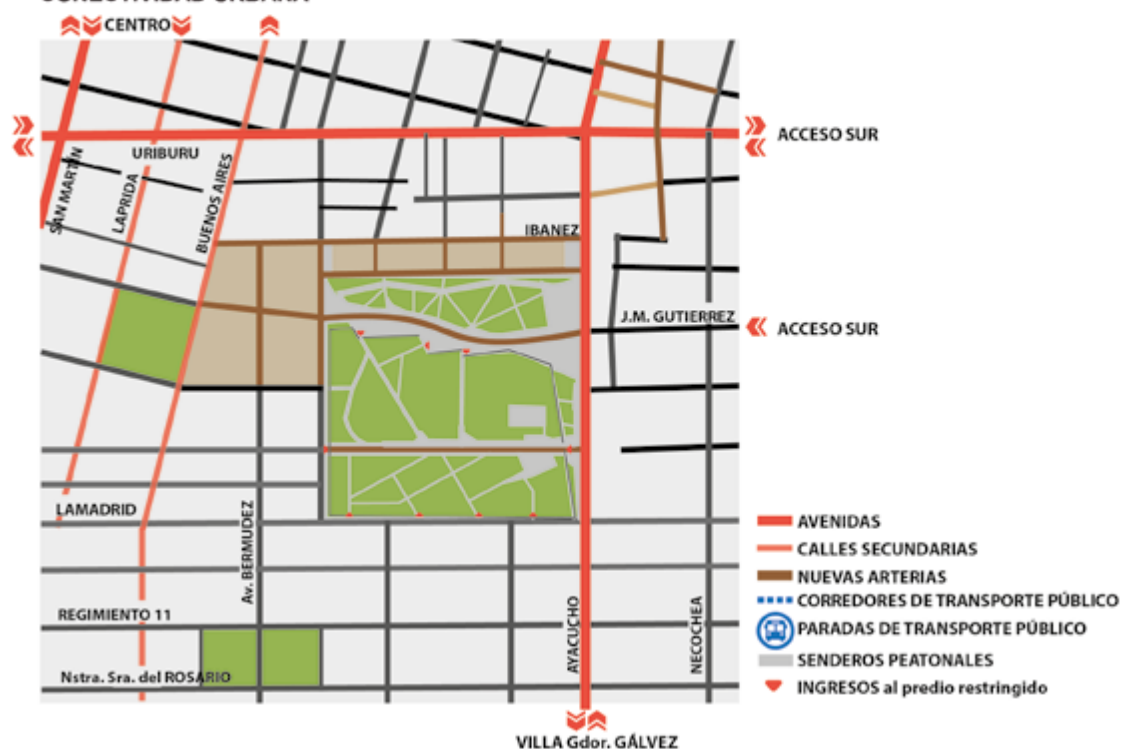 CENTRO
ACCESO SUR
URIBURU
SAN MARTÍN
LAPRIDA
BUENOS AIRES
IBANEZ
J.M. GUTIERREZ
ACCESO SUR
LAMADRID
Av. BERMUDEZ
REGIMIENTO 11
AYACUCHO
NECOCHEA
Nstra. Sra. del ROSARIO
VILLA Gdor. GÁLVEZ
AVENIDAS
CALLES SECUNDARIAS
NUEVAS ARTERIAS
CORREDORES DE TRANSPORTE PÚBLICO
PARADAS DE TRANSPORTE PÚBLICO
SENDEROS PEATONALES
INGRESOS al predio restringido